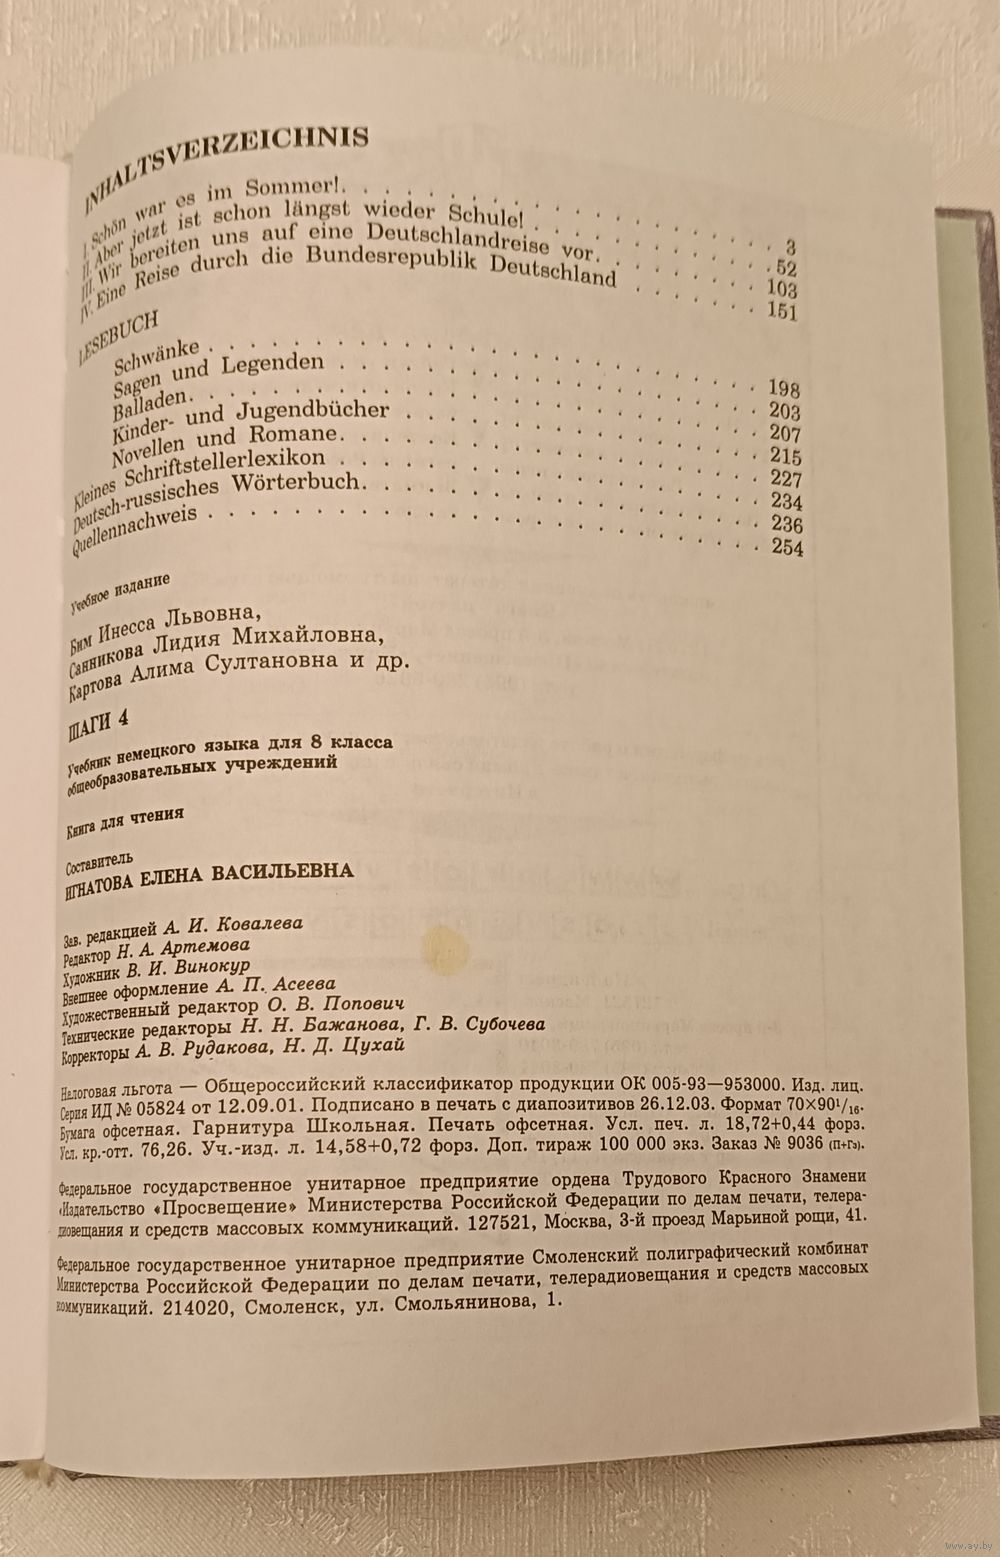 INHALTSVERZEICHNIS
I. Schön war es im Sommer! . . . . . . . . . . . . . . . 3
II. Aber jetzt ist schon längst wieder Schule! . . . . . . . . . 52
III. Wir bereiten uns auf eine Deutschlandreise vor. . . . . . . . 103
IV. Eine Reise durch die Bundesrepublik Deutschland . . . . . . 151
LESEBUCH
Schwänke . . . . . . . . . . . . . . . . . . . . 198
Sagen und Legenden . . . . . . . . . . . . . . . . 203
Balladen. . . . . . . . . . . . . . . . . . . . . 207
Kinder- und Jugendbücher . . . . . . . . . . . . . . 215
Novellen und Romane. . . . . . . . . . . . . . . . 227
Kleines Schriftstellerlexikon . . . . . . . . . . . . . . . 234
Deutsch-russisches Wörterbuch. . . . . . . . . . . . . . . 236
Quellennachweis . . . . . . . . . . . . . . . . . . . . 254
Учебное издание
Бим Инесса Львовна,
Санникова Лидия Михайловна,
Картова Алима Султановна и др.
ШАГИ 4
Учебник немецкого языка для 8 класса
общеобразовательных учреждений
Книга для чтения
Составитель
ИГНАТОВА ЕЛЕНА ВАСИЛЬЕВНА
Зав. редакцией А. И. Ковалева
Редактор Н. А. Артемова
Художник В. И. Винокур
Внешнее оформление А. П. Асеева
Художественный редактор О. В. Попович
Технические редакторы Н. Н. Бажанова, Г. В. Субочева
Корректоры А. В. Рудакова, Н. Д. Цухай
Налоговая льгота — Общероссийский классификатор продукции ОК 005-93—953000. Изд. лиц.
Серия ИД № 05824 от 12.09.01. Подписано в печать с диапозитивов 26.12.03. Формат 70×90 1/16.
Бумага офсетная. Гарнитура Школьная. Печать офсетная. Усл. печ. л. 18,72+0,44 форз.
Усл. кр.-отт. 76,26. Уч.-изд. л. 14,58+0,72 форз. Доп. тираж 100 000 экз. Заказ № 9036 (п+гз).
Федеральное государственное унитарное предприятие ордена Трудового Красного Знамени
«Издательство «Просвещение» Министерства Российской Федерации по делам печати, телера-
диовещания и средств массовых коммуникаций. 127521, Москва, 3-й проезд Марьиной рощи, 41.
Федеральное государственное унитарное предприятие Смоленский полиграфический комбинат
Министерства Российской Федерации по делам печати, телерадиовещания и средств массовых
коммуникаций. 214020, Смоленск, ул. Смольянинова, 1.
www.ay.by